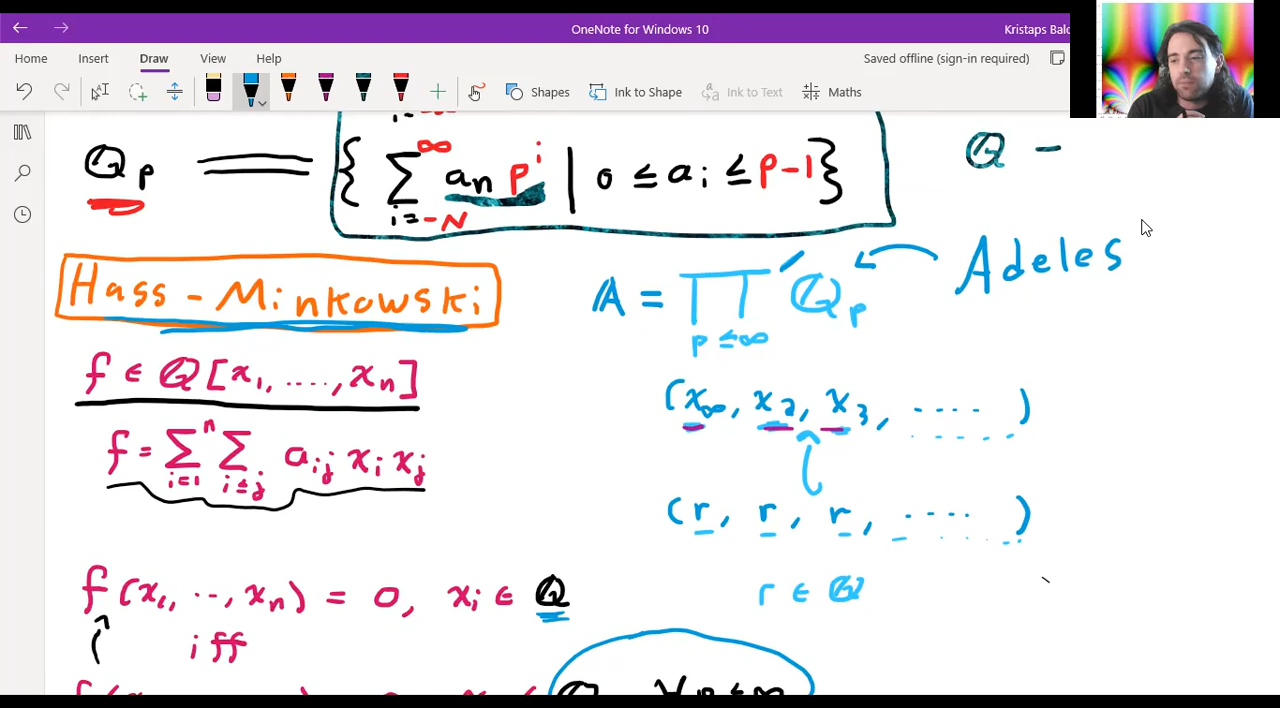 OneNote for Windows 10
Kristaps Balo
Home Insert Draw View Help
Saved offline (sign-in required)
Shapes Ink to Shape Ink to Text Maths
ℚp = { ∑ i=-N ∞ an p^i | 0 ≤ ai ≤ p-1 }
ℚ -
Adeles
Hass - Minkowski
𝔸 = ∏' p≤∞ ℚp
f ∈ ℚ[x1, ...., xn]
(x∞, x2, x3, ....)
f = ∑ i=1 n ∑ i≤j aij xi xj
(r, r, r, ....)
f(x1, .., xn) = 0, xi ∈ ℚ
r ∈ ℚ
iff